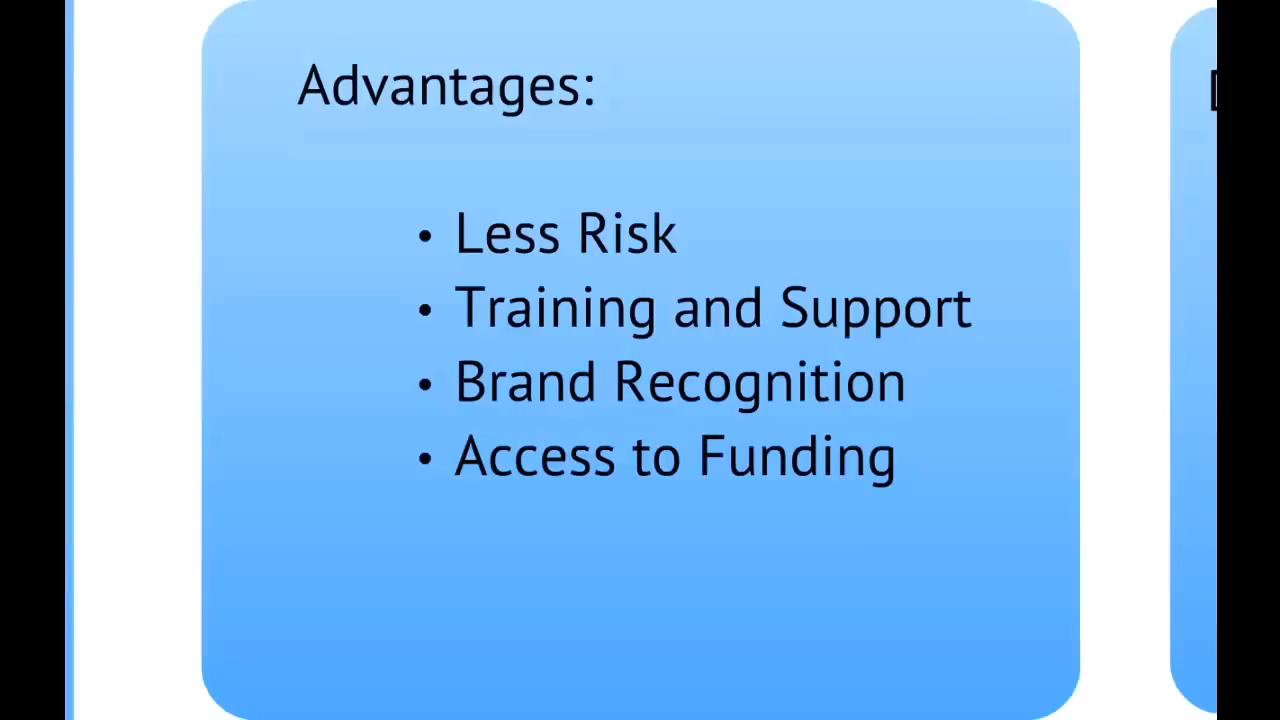 Advantages:
• Less Risk
• Training and Support
• Brand Recognition
• Access to Funding